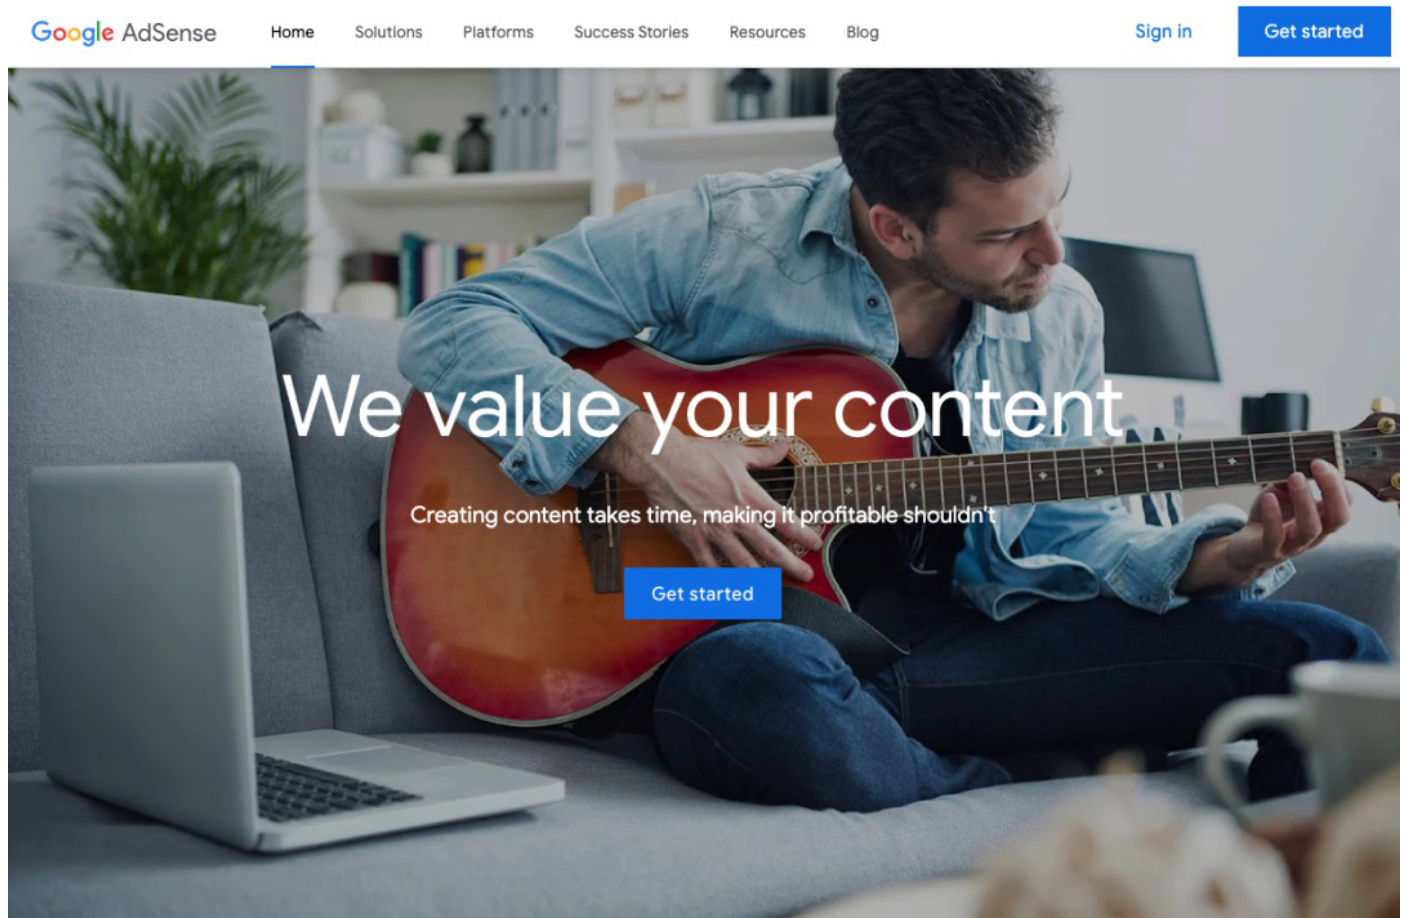 Google AdSense
Home
Solutions
Platforms
Success Stories
Resources
Blog
Sign in
Get started
We value your content
Creating content takes time, making it profitable shouldn't
Get started